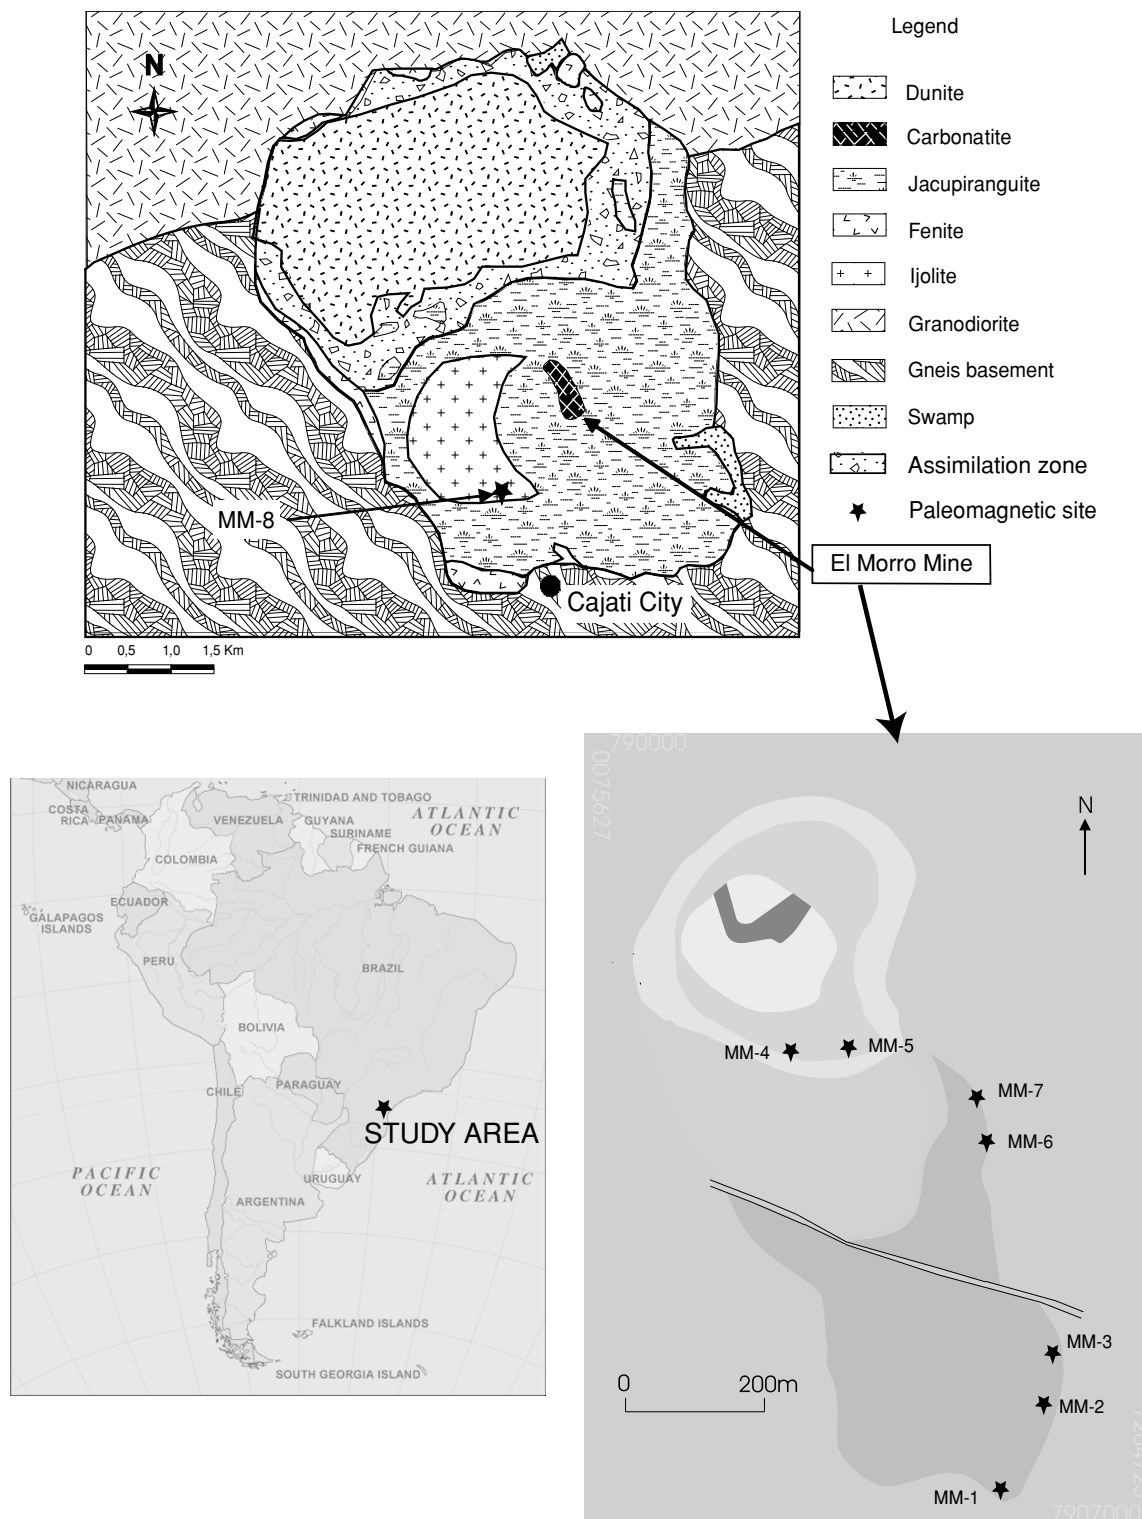 Legend
N
Dunite
Carbonatite
Jacupiranguite
Fenite
Ijolite
Granodiorite
Gneis basement
Swamp
Assimilation zone
Paleomagnetic site
MM-8
El Morro Mine
Cajati City
0 0,5 1,0 1,5 Km
790000
0075627
N
MM-4
MM-5
MM-7
MM-6
MM-3
MM-2
MM-1
0 200m
7264725
7907000
NICARAGUA
COSTA
RICA
PANAMA
TRINIDAD AND TOBAGO
ATLANTIC
OCEAN
VENEZUELA
GUYANA
SURINAME
FRENCH GUIANA
COLOMBIA
ECUADOR
GALAPAGOS
ISLANDS
PERU
BRAZIL
BOLIVIA
PARAGUAY
CHILE
STUDY AREA
PACIFIC
OCEAN
URUGUAY
ATLANTIC
OCEAN
ARGENTINA
FALKLAND ISLANDS
SOUTH GEORGIA ISLAND